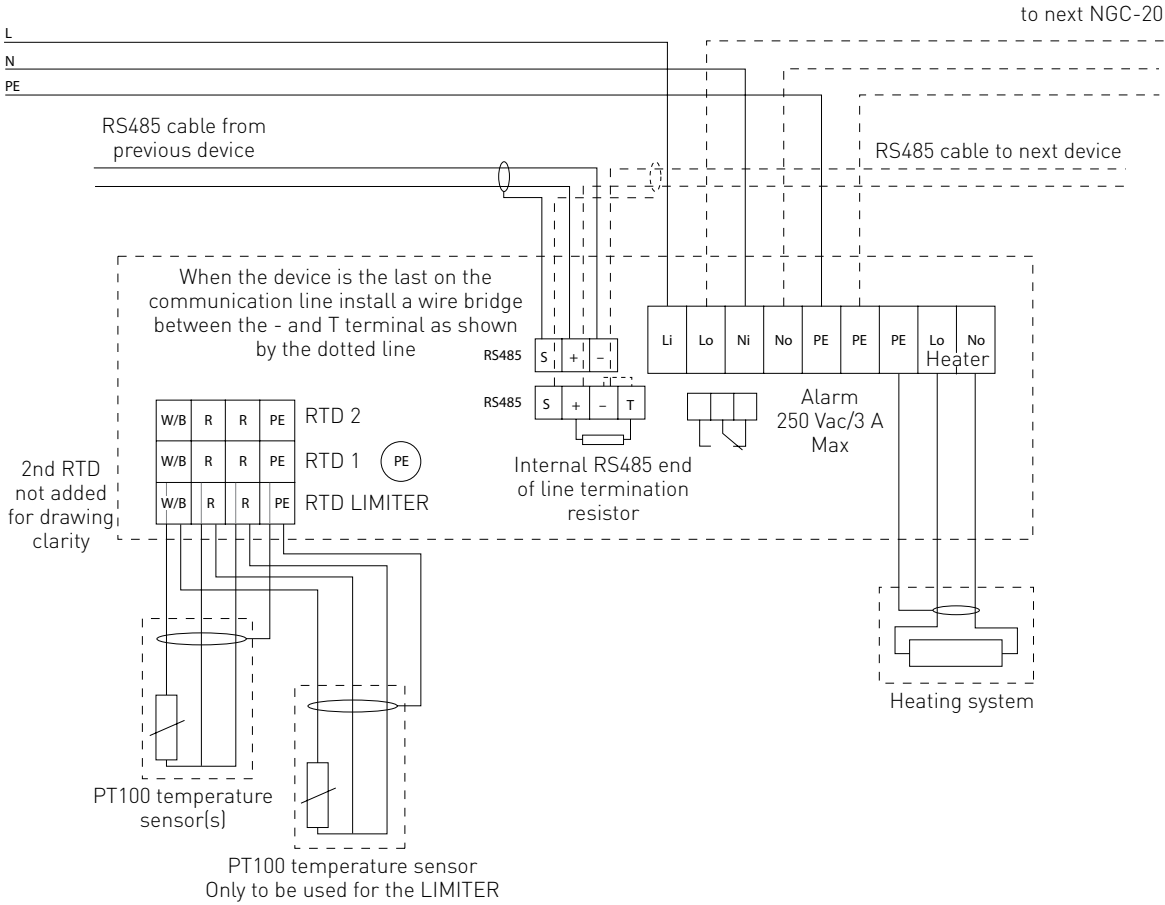 to next NGC-20
L
N
PE
RS485 cable from
previous device
RS485 cable to next device
When the device is the last on the
communication line install a wire bridge
between the - and T terminal as shown
by the dotted line
RS485 S + –
RS485 S + – T
Li Lo Ni No PE PE PE Lo No
Heater
Alarm
250 Vac/3 A
Max
Internal RS485 end
of line termination
resistor
W/B R R PE RTD 2
W/B R R PE RTD 1 PE
W/B R R PE RTD LIMITER
2nd RTD
not added
for drawing
clarity
Heating system
PT100 temperature
sensor(s)
PT100 temperature sensor
Only to be used for the LIMITER